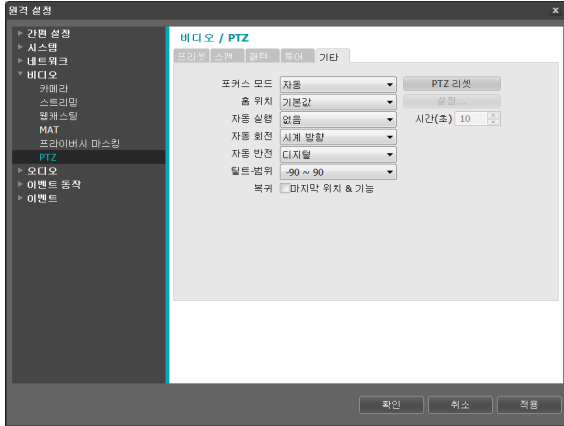 원격 설정 x
▷ 간편 설정
▷ 시스템
▷ 네트워크
▽ 비디오
카메라
스트리밍
웹캐스팅
MAT
프라이버시 마스킹
PTZ
▷ 오디오
▷ 이벤트 동작
▷ 이벤트
비디오 / PTZ
프리셋 스캔 패턴 투어 기타
포커스 모드 자동 PTZ 리셋
홈 위치 기본값 설정...
자동 실행 없음 시간(초) 10
자동 회전 시계 방향
자동 반전 디지털
틸트-범위 -90 ~ 90
복귀 마지막 위치 & 기능
확인 취소 적용